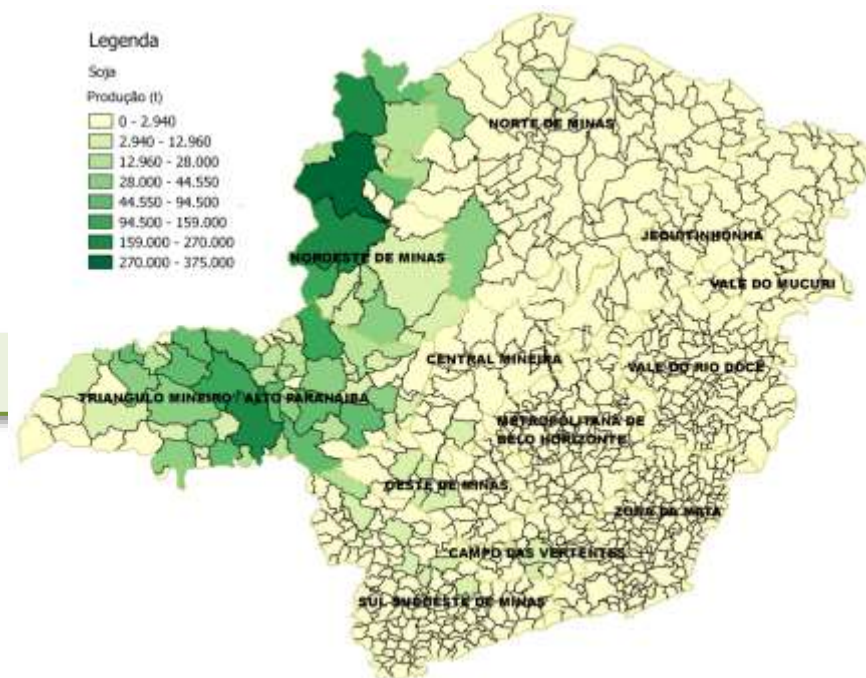 Legenda
Soja
Produção (t)
0 - 2.940
2.940 - 12.960
12.960 - 28.000
28.000 - 44.550
44.550 - 94.500
94.500 - 159.000
159.000 - 270.000
270.000 - 375.000
NORTE DE MINAS
JEQUITINHONHA
NOROESTE DE MINAS
VALE DO MUCURI
CENTRAL MINEIRA
VALE DO RIO DOCE
TRIANGULO MINEIRO/ ALTO PARANAIBA
METROPOLITANA DE
BELO HORIZONTE
OESTE DE MINAS
ZONA DA MATA
CAMPO DAS VERTENTES
SUL SUDOESTE DE MINAS